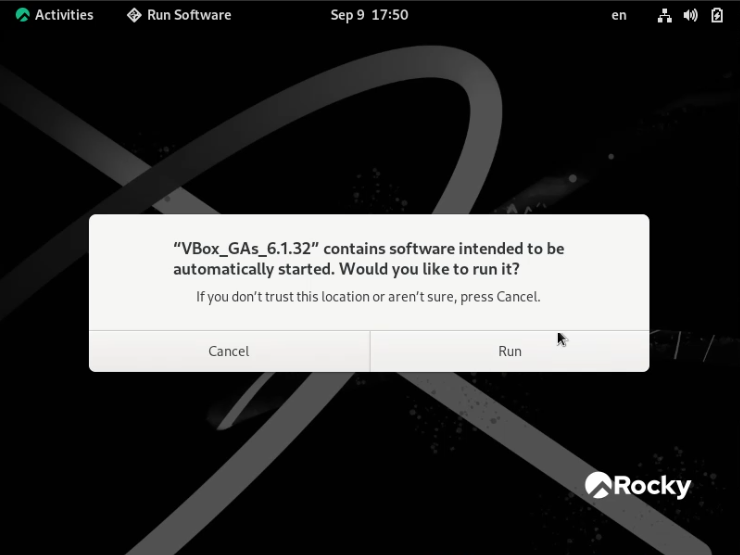 Activities Run Software Sep 9 17:50 en
“VBox_GAs_6.1.32” contains software intended to be
automatically started. Would you like to run it?
If you don’t trust this location or aren’t sure, press Cancel.
Cancel Run
Rocky